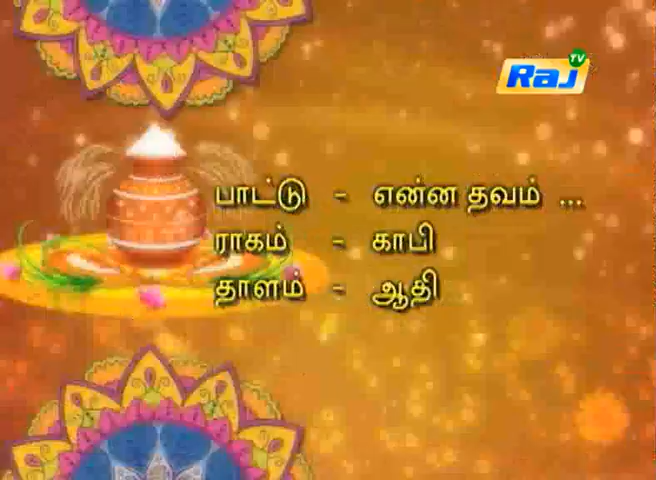 Raj TV
பாட்டு - என்ன தவம் ...
ராகம் - காபி
தாளம் - ஆதி